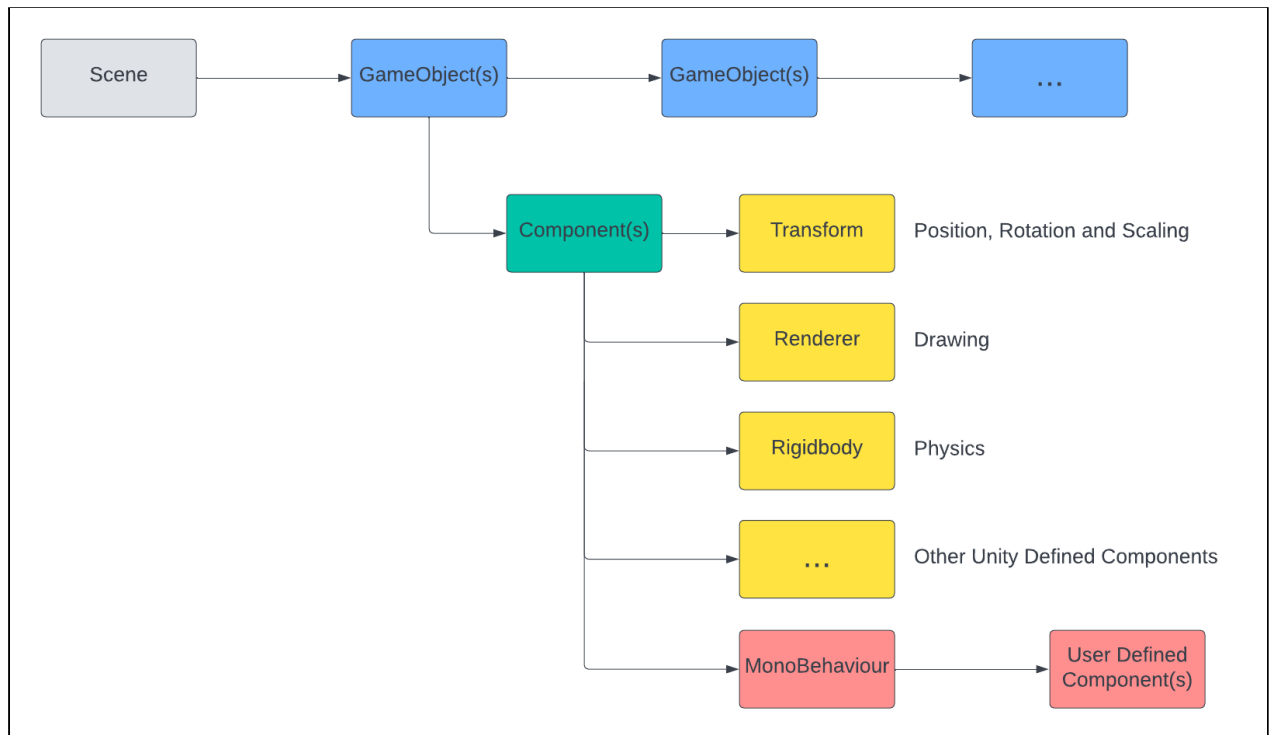 Scene
GameObject(s)
GameObject(s)
...
Component(s)
Transform
Position, Rotation and Scaling
Renderer
Drawing
Rigidbody
Physics
...
Other Unity Defined Components
MonoBehaviour
User Defined
Component(s)